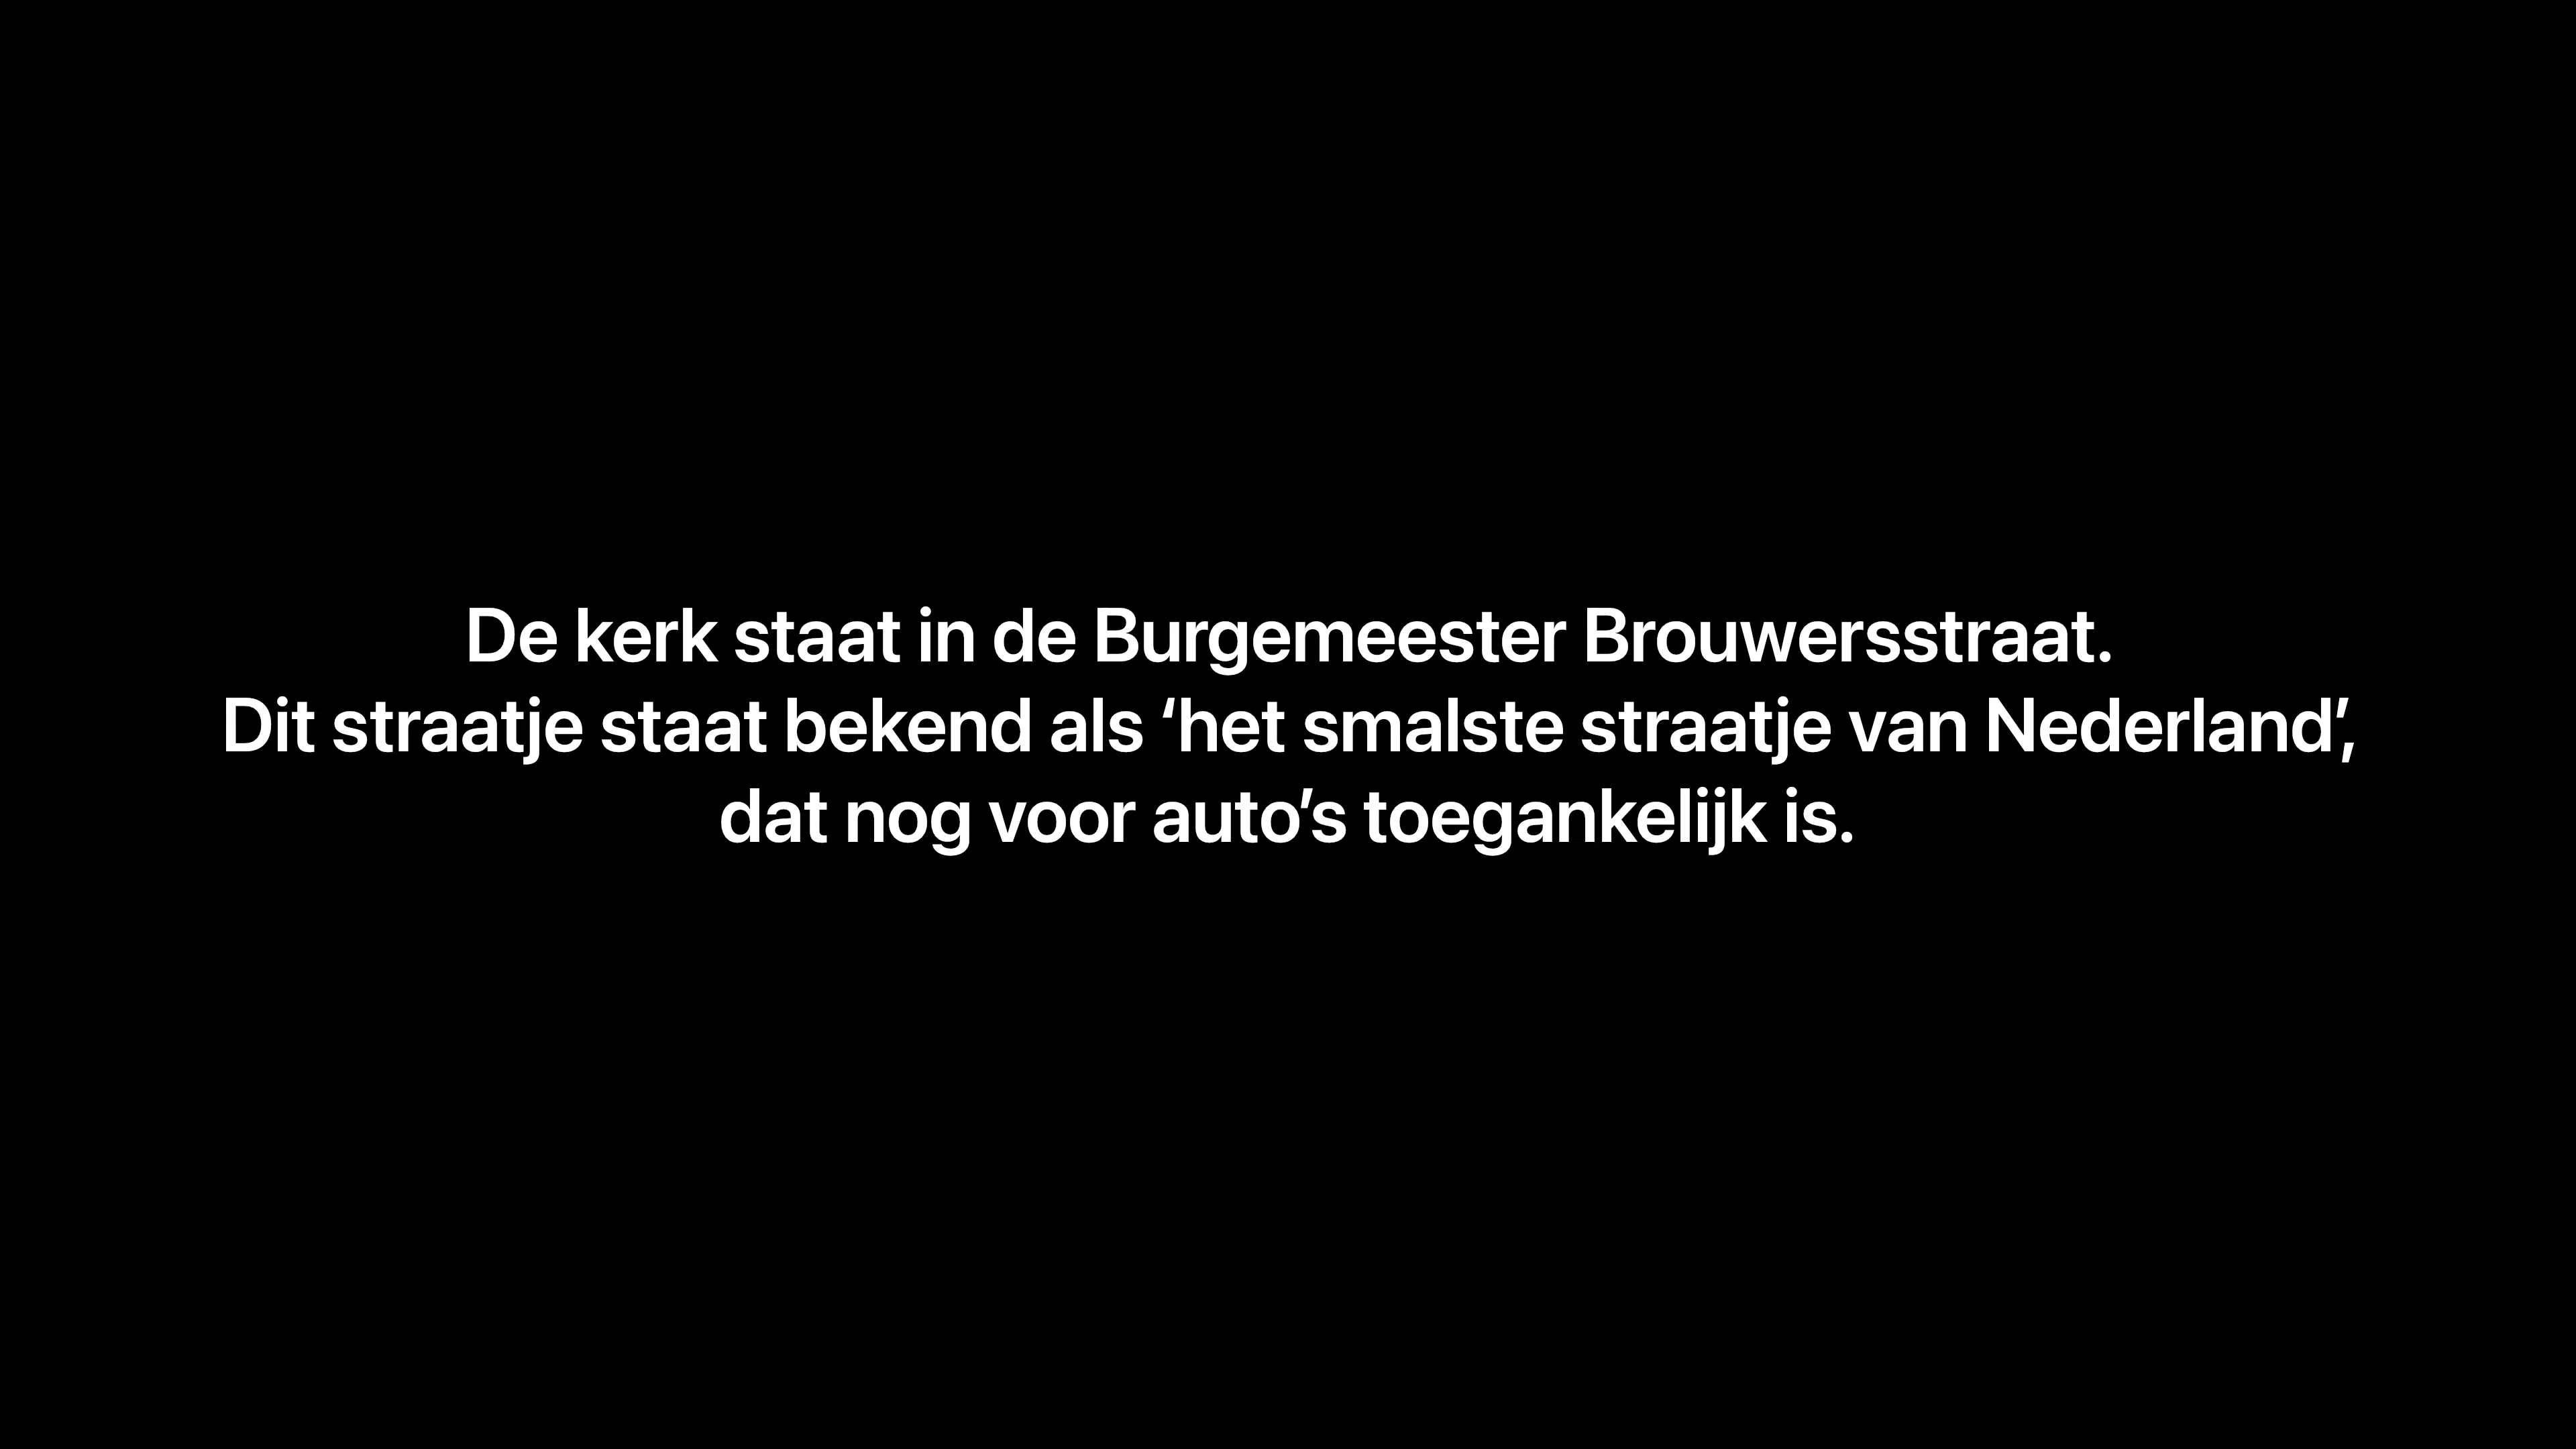 De kerk staat in de Burgemeester Brouwersstraat.
Dit straatje staat bekend als ‘het smalste straatje van Nederland’,
dat nog voor auto’s toegankelijk is.